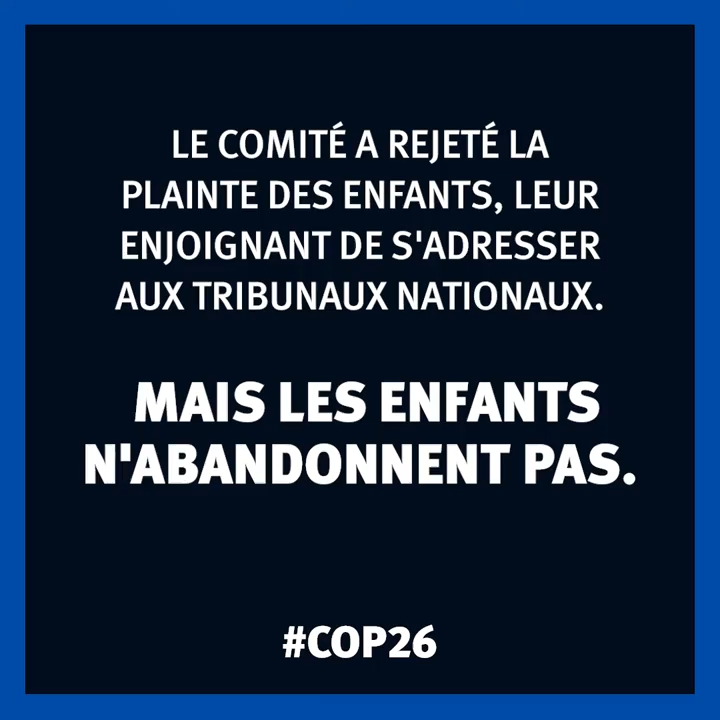 LE COMITÉ A REJETÉ LA
PLAINTE DES ENFANTS, LEUR
ENJOIGNANT DE S'ADRESSER
AUX TRIBUNAUX NATIONAUX.
MAIS LES ENFANTS
N'ABANDONNENT PAS.
#COP26